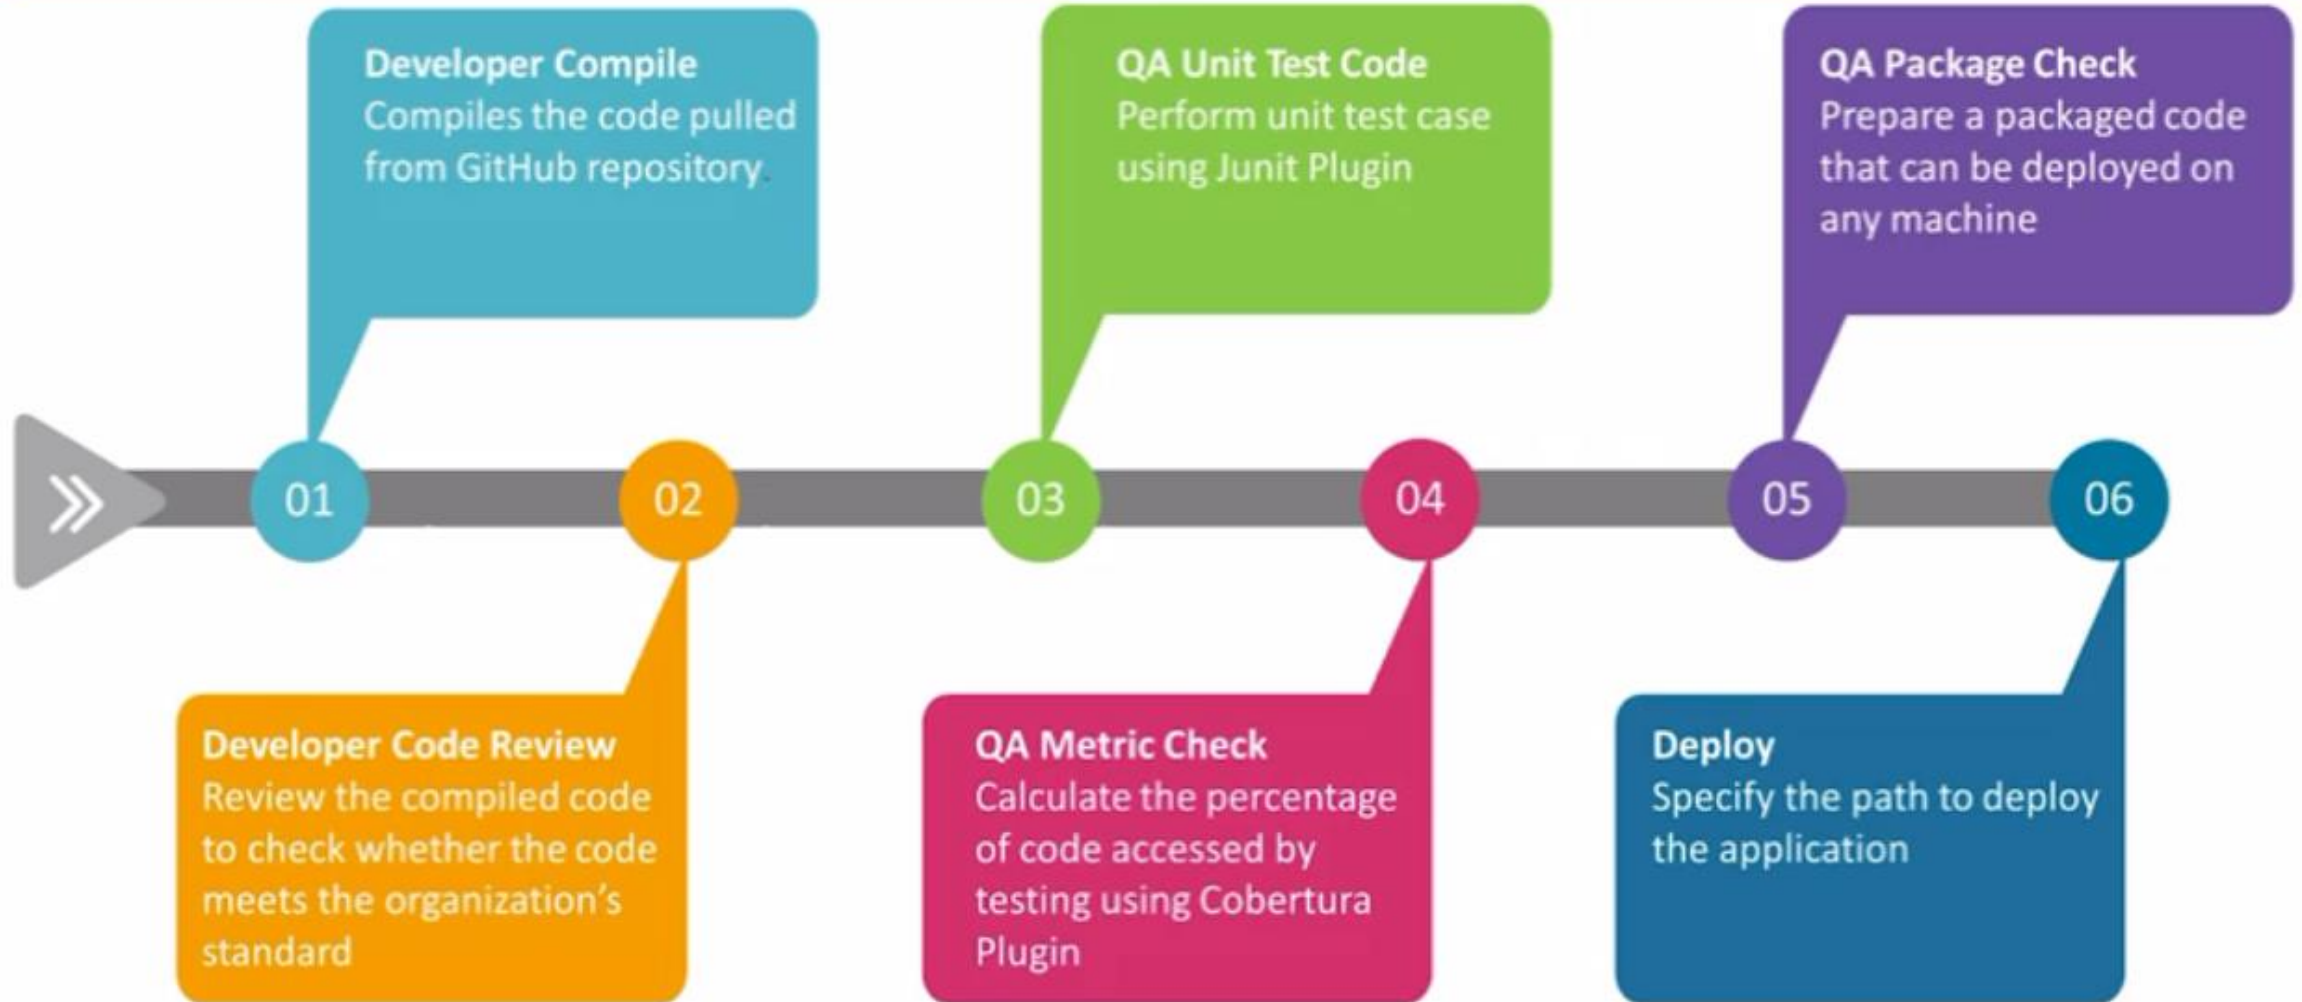 Developer Compile
Compiles the code pulled
from GitHub repository.
QA Unit Test Code
Perform unit test case
using Junit Plugin
QA Package Check
Prepare a packaged code
that can be deployed on
any machine
01
02
03
04
05
06
Developer Code Review
Review the compiled code
to check whether the code
meets the organization's
standard
QA Metric Check
Calculate the percentage
of code accessed by
testing using Cobertura
Plugin
Deploy
Specify the path to deploy
the application